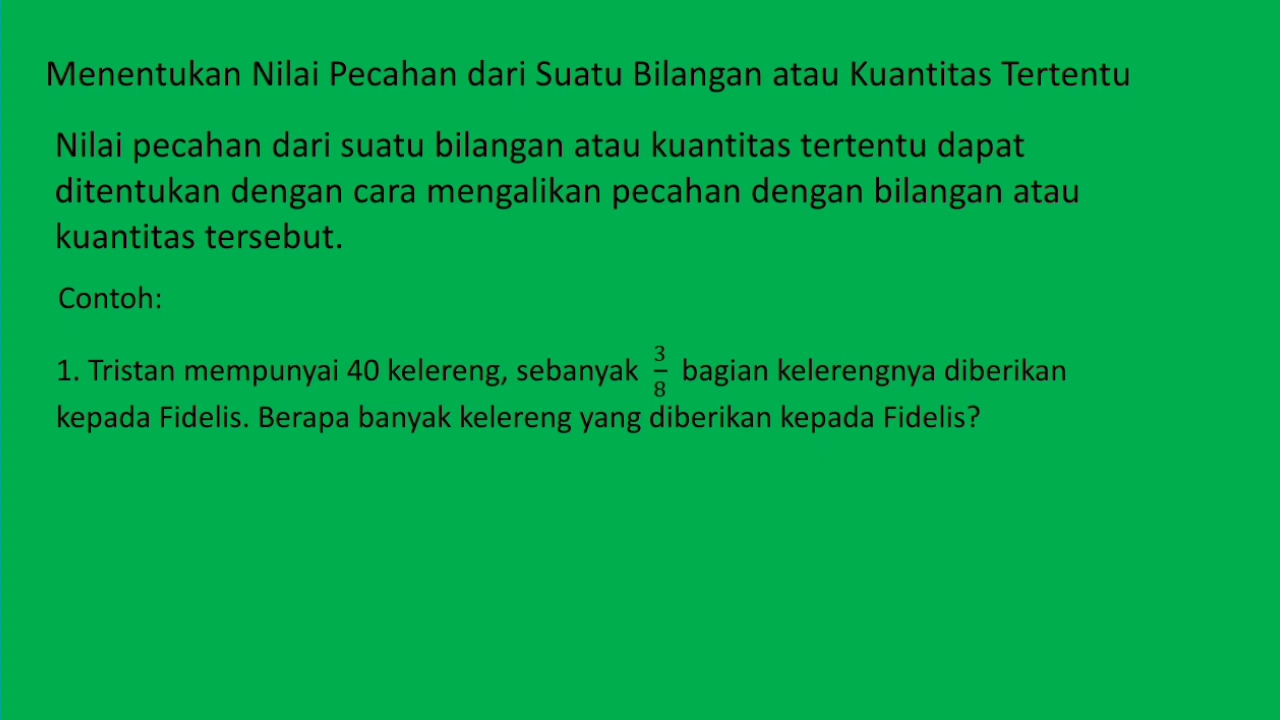 Menentukan Nilai Pecahan dari Suatu Bilangan atau Kuantitas Tertentu
Nilai pecahan dari suatu bilangan atau kuantitas tertentu dapat
ditentukan dengan cara mengalikan pecahan dengan bilangan atau
kuantitas tersebut.
Contoh:
1. Tristan mempunyai 40 kelereng, sebanyak 3/8 bagian kelerengnya diberikan
kepada Fidelis. Berapa banyak kelereng yang diberikan kepada Fidelis?